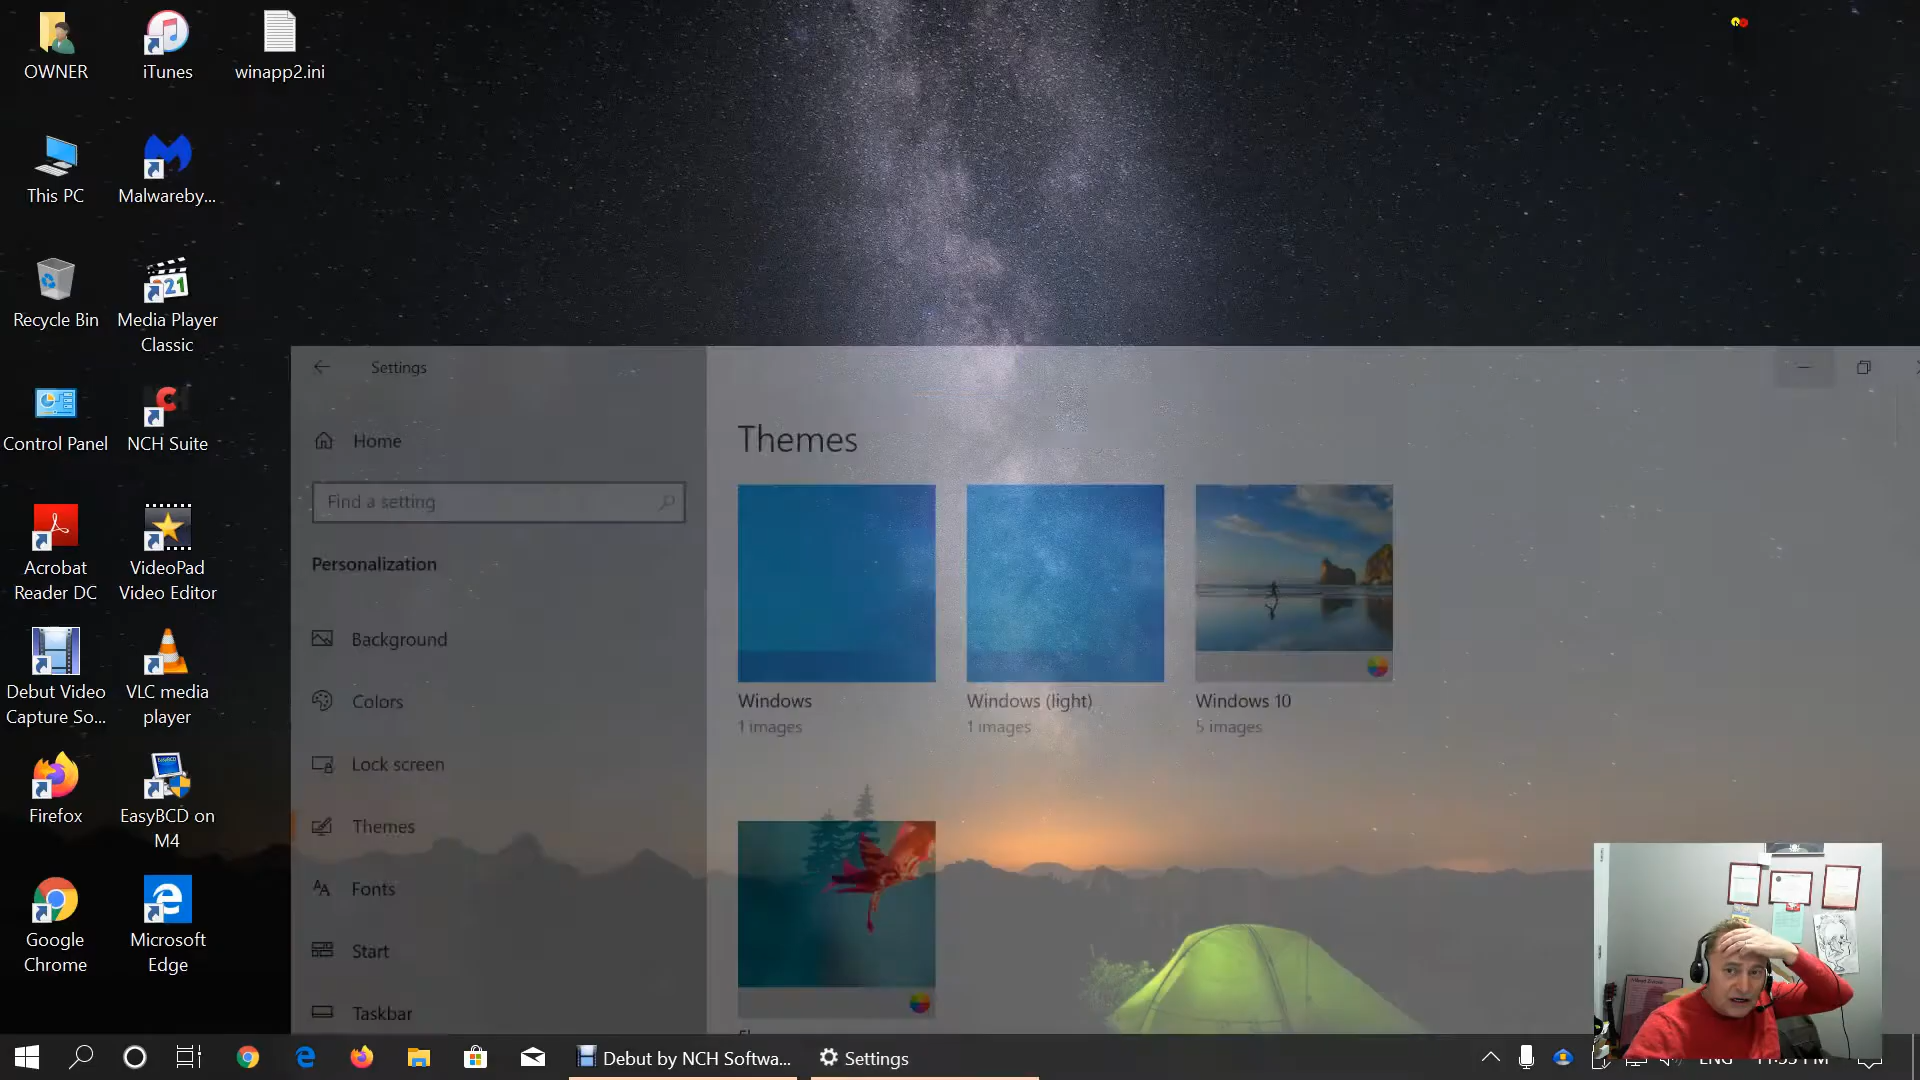 OWNER
iTunes
winapp2.ini
This PC
Malwareby...
Recycle Bin
Media Player
Classic
Control Panel
NCH Suite
Acrobat
Reader DC
VideoPad
Video Editor
Debut Video
Capture So...
VLC media
player
Firefox
EasyBCD on
M4
Google
Chrome
Microsoft
Edge
Settings
Home
Find a setting
Personalization
Background
Colors
Lock screen
Themes
Fonts
Start
Taskbar
Themes
Windows
1 images
Windows (light)
1 images
Windows 10
5 images
Debut by NCH Softwa...
Settings
ENG